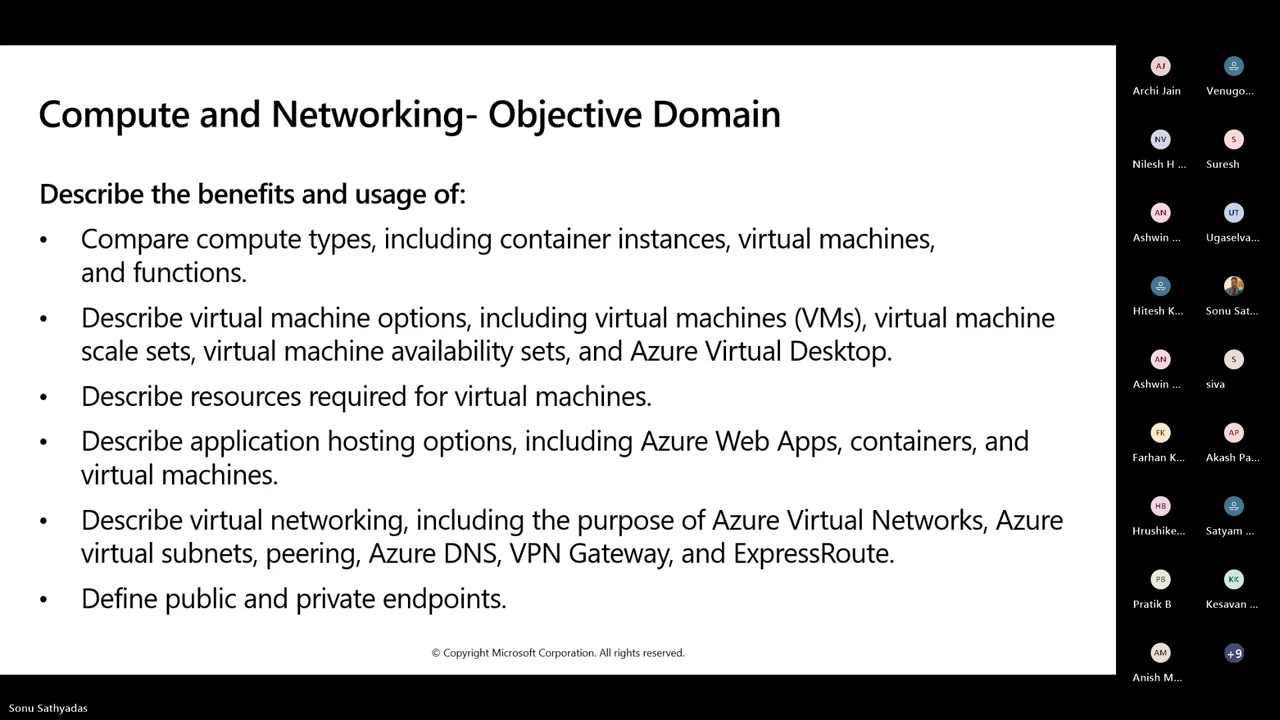 Compute and Networking- Objective Domain
Describe the benefits and usage of:
• Compare compute types, including container instances, virtual machines,
and functions.
• Describe virtual machine options, including virtual machines (VMs), virtual machine
scale sets, virtual machine availability sets, and Azure Virtual Desktop.
• Describe resources required for virtual machines.
• Describe application hosting options, including Azure Web Apps, containers, and
virtual machines.
• Describe virtual networking, including the purpose of Azure Virtual Networks, Azure
virtual subnets, peering, Azure DNS, VPN Gateway, and ExpressRoute.
• Define public and private endpoints.
© Copyright Microsoft Corporation. All rights reserved.
Sonu Sathyadas
AJ
Archi Jain
Venugo...
NV
Nilesh H ...
S
Suresh
AN
Ashwin ...
UT
Ugaselva...
Hitesh K...
Sonu Sat...
AN
Ashwin ...
S
siva
FK
Farhan K...
AP
Akash Pa...
HB
Hrushike...
Satyam ...
PB
Pratik B
KK
Kesavan ...
AM
Anish M...
+9